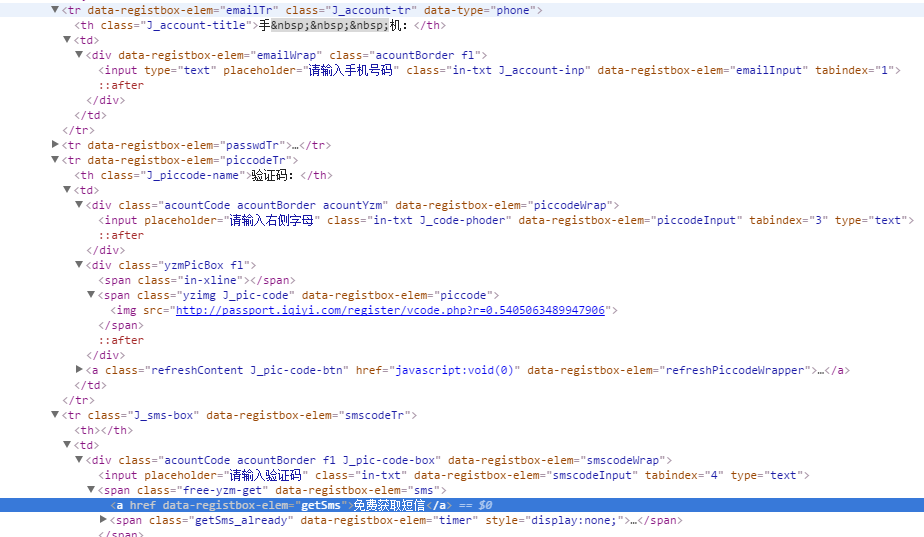 <tr data-registbox-elem="emailTr" class="J_account-tr" data-type="phone">
<th class="J_account-title">手&nbsp;&nbsp;&nbsp;机：</th>
<td>
<div data-registbox-elem="emailWrap" class="acountBorder fl">
<input type="text" placeholder="请输入手机号码" class="in-txt J_account-inp" data-registbox-elem="emailInput" tabindex="1">
::after
</div>
</td>
</tr>
<tr data-registbox-elem="passwdTr">…</tr>
<tr data-registbox-elem="piccodeTr">
<th class="J_piccode-name">验证码：</th>
<td>
<div class="acountCode acountBorder acountYzm" data-registbox-elem="piccodeWrap">
<input placeholder="请输入右侧字母" class="in-txt J_code-phoder" data-registbox-elem="piccodeInput" tabindex="3" type="text">
::after
</div>
<div class="yzmPicBox fl">
<span class="in-xline"></span>
<span class="yzimg J_pic-code" data-registbox-elem="piccode">
<img src="http://passport.iqiyi.com/register/vcode.php?r=0.5405063489947906">
</span>
::after
</div>
<a class="refreshContent J_pic-code-btn" href="javascript:void(0)" data-registbox-elem="refreshPiccodeWrapper">…</a>
</td>
</tr>
<tr class="J_sms-box" data-registbox-elem="smscodeTr">
<th></th>
<td>
<div class="acountCode acountBorder f1 J_pic-code-box" data-registbox-elem="smscodeWrap">
<input placeholder="请输入验证码" class="in-txt" data-registbox-elem="smscodeInput" tabindex="4" type="text">
<span class="free-yzm-get" data-registbox-elem="sms">
<a href data-registbox-elem="getSms">免费获取短信</a> == $0
<span class="getSms_already" data-registbox-elem="timer" style="display:none;">…</span>
</span>